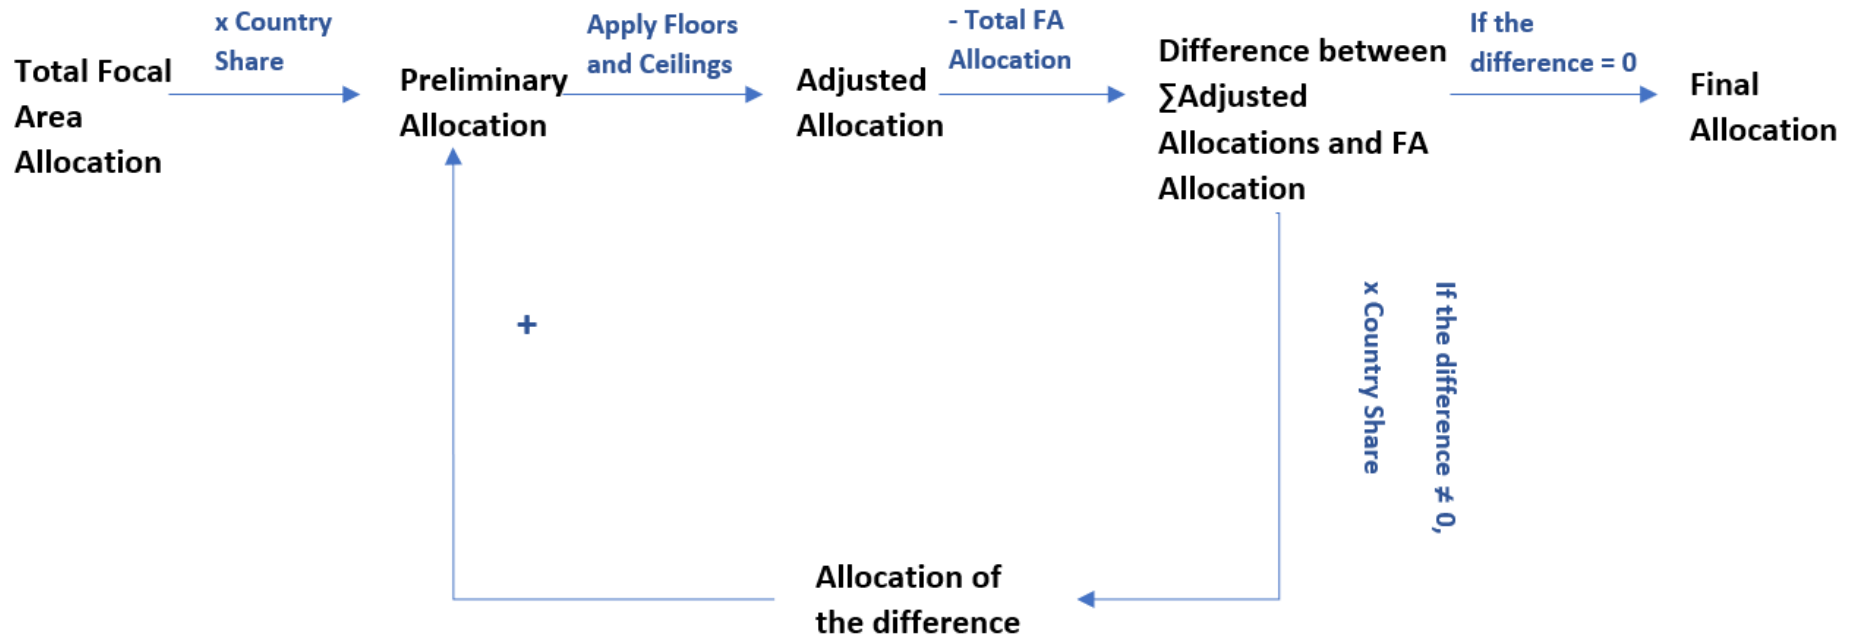 Total Focal
Area
Allocation
x Country
Share
Preliminary
Allocation
Apply Floors
and Ceilings
Adjusted
Allocation
- Total FA
Allocation
Difference between
∑Adjusted
Allocations and FA
Allocation
If the
difference = 0
Final
Allocation
If the difference ≠ 0,
x Country Share
Allocation of
the difference
+